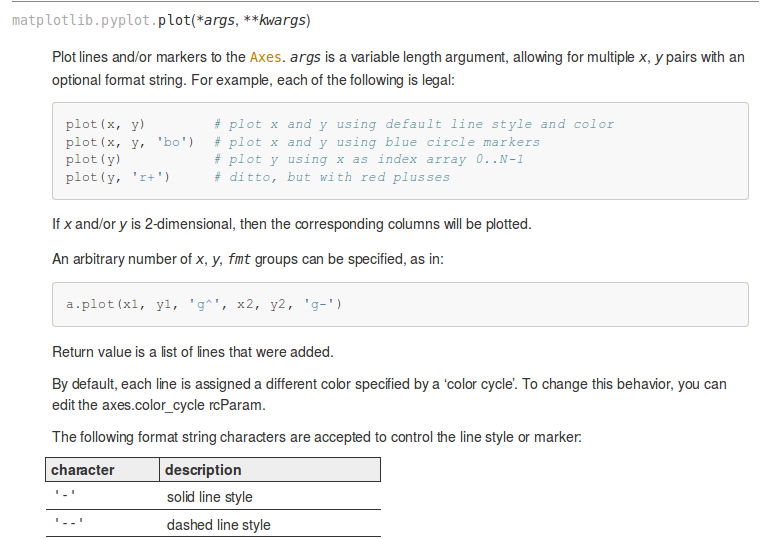 matplotlib.pyplot.plot(*args, **kwargs)
Plot lines and/or markers to the Axes. args is a variable length argument, allowing for multiple x, y pairs with an
optional format string. For example, each of the following is legal:
plot(x, y)        # plot x and y using default line style and color
plot(x, y, 'bo')  # plot x and y using blue circle markers
plot(y)           # plot y using x as index array 0..N-1
plot(y, 'r+')     # ditto, but with red plusses
If x and/or y is 2-dimensional, then the corresponding columns will be plotted.
An arbitrary number of x, y, fmt groups can be specified, as in:
a.plot(x1, y1, 'g^', x2, y2, 'g-')
Return value is a list of lines that were added.
By default, each line is assigned a different color specified by a ‘color cycle’. To change this behavior, you can
edit the axes.color_cycle rcParam.
The following format string characters are accepted to control the line style or marker:
character description
'-' solid line style
'--' dashed line style